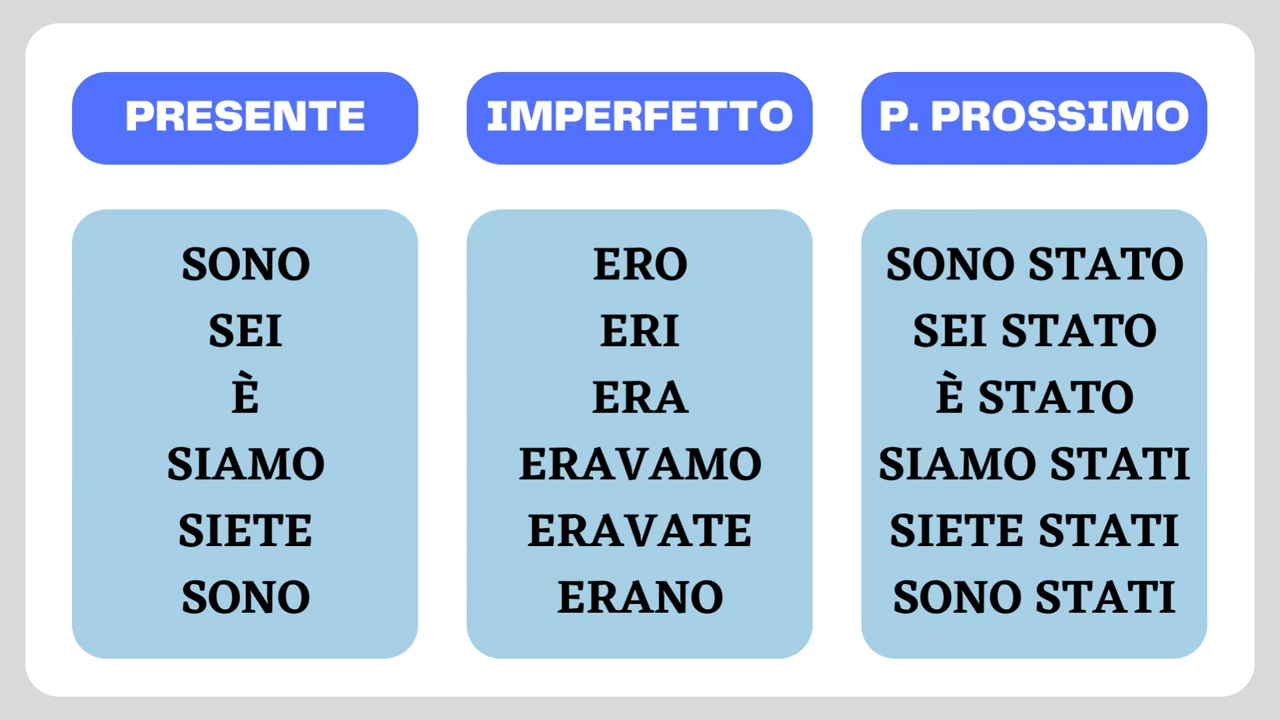 PRESENTE
SONO
SEI
È
SIAMO
SIETE
SONO
IMPERFETTO
ERO
ERI
ERA
ERAVAMO
ERAVATE
ERANO
P. PROSSIMO
SONO STATO
SEI STATO
È STATO
SIAMO STATI
SIETE STATI
SONO STATI